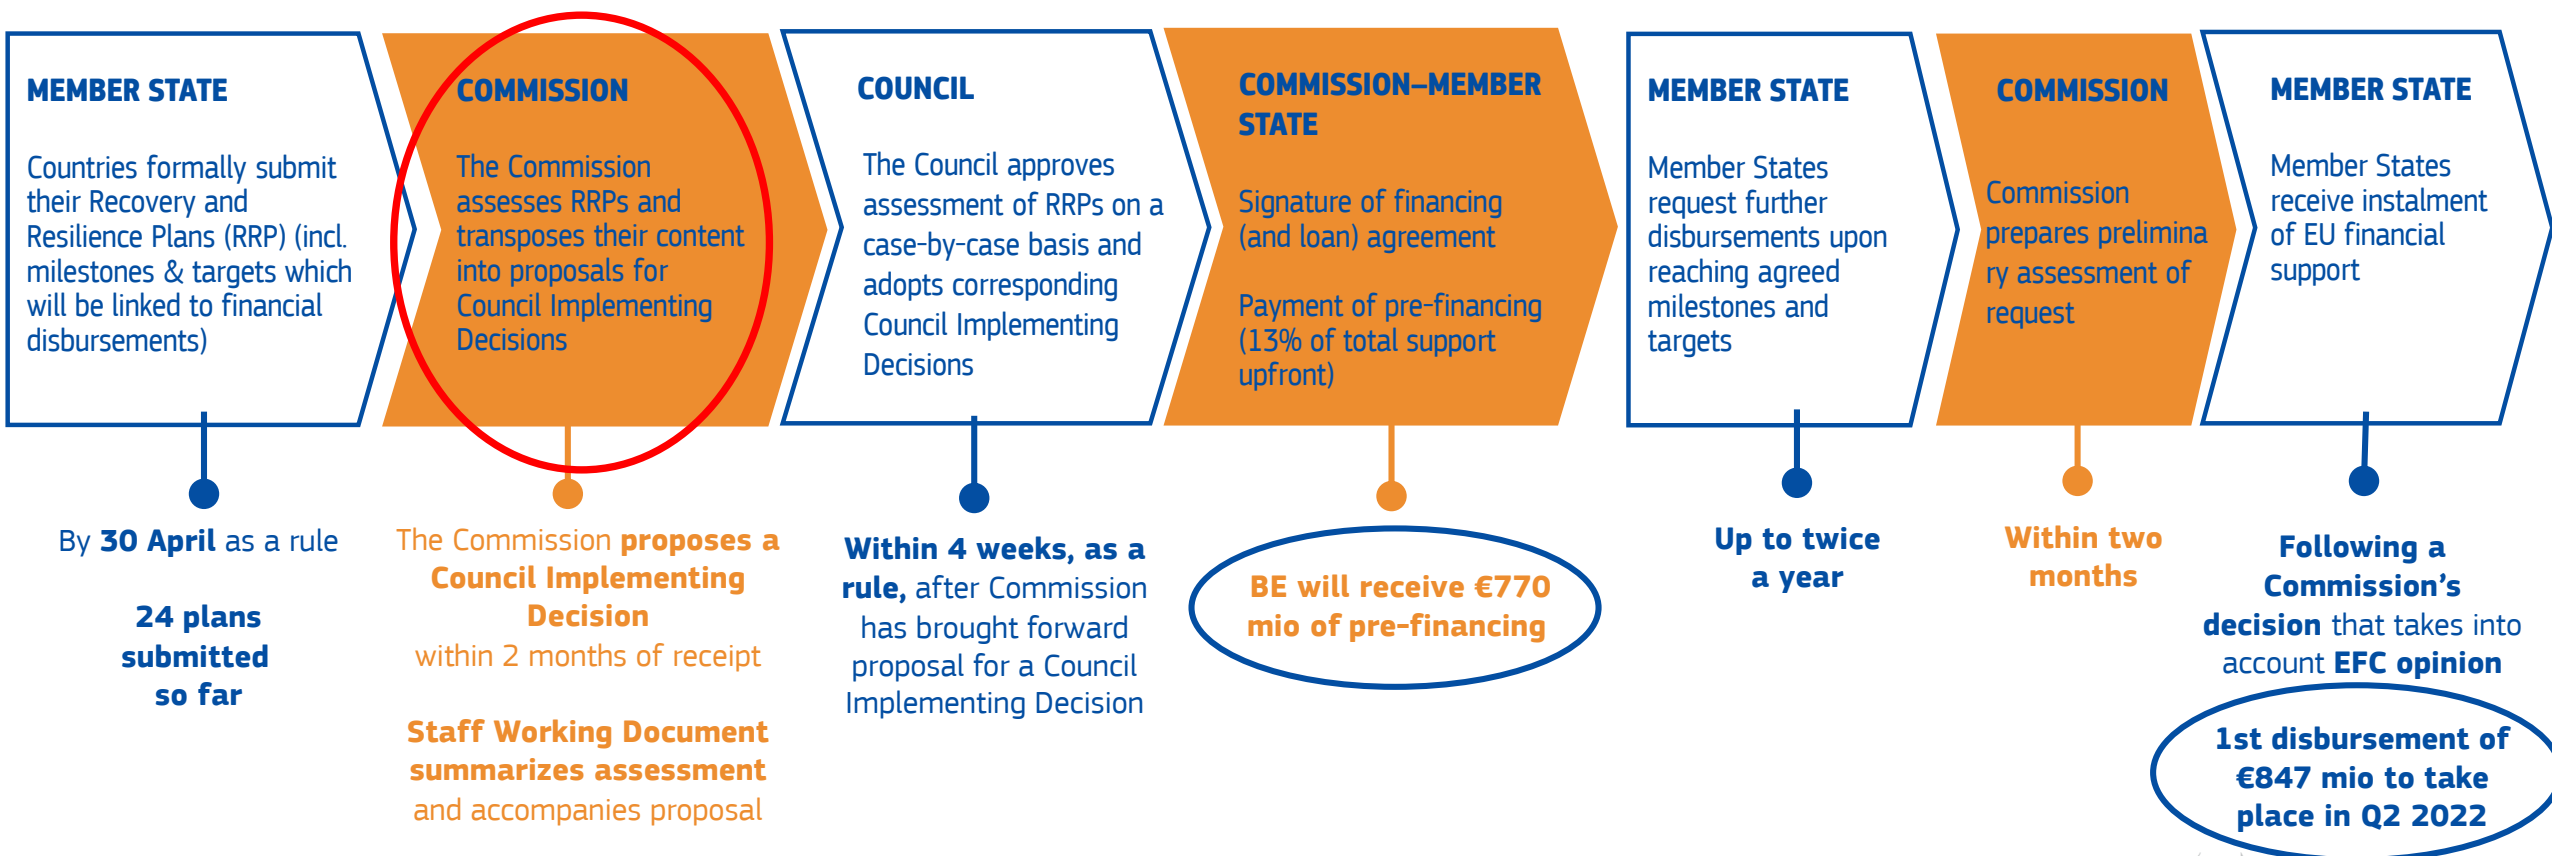 MEMBER STATE
Countries formally submit
their Recovery and
Resilience Plans (RRP) (incl.
milestones & targets which
will be linked to financial
disbursements)
COMMISSION
The Commission
assesses RRPs and
transposes their content
into proposals for
Council Implementing
Decisions
COUNCIL
The Council approves
assessment of RRPs on a
case-by-case basis and
adopts corresponding
Council Implementing
Decisions
COMMISSION–MEMBER
STATE
Signature of financing
(and loan) agreement
Payment of pre-financing
(13% of total support
upfront)
MEMBER STATE
Member States
request further
disbursements upon
reaching agreed
milestones and
targets
COMMISSION
Commission
prepares prelimina
ry assessment of
request
MEMBER STATE
Member States
receive instalment
of EU financial
support
By 30 April as a rule
24 plans
submitted
so far
The Commission proposes a
Council Implementing
Decision
within 2 months of receipt
Staff Working Document
summarizes assessment
and accompanies proposal
Within 4 weeks, as a
rule, after Commission
has brought forward
proposal for a Council
Implementing Decision
BE will receive €770
mio of pre-financing
Up to twice
a year
Within two
months
Following a
Commission's
decision that takes into
account EFC opinion
1st disbursement of
€847 mio to take
place in Q2 2022